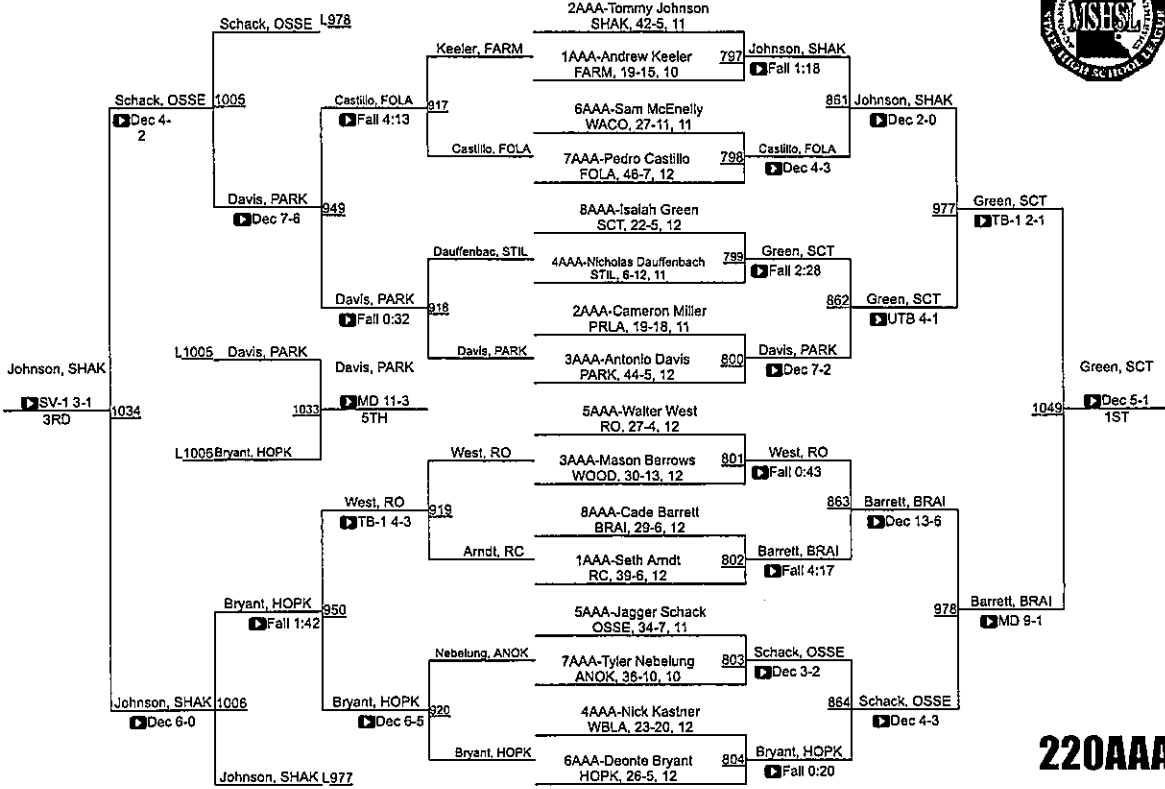 2AAA-Tommy Johnson
SHAK, 42-5, 11
797
1AAA-Andrew Keeler
FARM, 19-15, 10
6AAA-Sam McEnelly
WACO, 27-11, 11
798
7AAA-Pedro Castillo
FOLA, 46-7, 12
8AAA-Isaiah Green
SCT, 22-5, 12
799
4AAA-Nicholas Dauffenbach
STIL, 6-12, 11
2AAA-Cameron Miller
PRLA, 19-18, 11
800
3AAA-Antonio Davis
PARK, 44-5, 12
5AAA-Walter West
RO, 27-4, 12
801
3AAA-Mason Barrows
WOOD, 30-13, 12
8AAA-Cade Barrett
BRAI, 29-6, 12
802
1AAA-Seth Arndt
RC, 39-6, 12
5AAA-Jagger Schack
OSSE, 34-7, 11
803
7AAA-Tyler Nebelung
ANOK, 36-10, 10
4AAA-Nick Kastner
WBLA, 23-20, 12
804
6AAA-Deonte Bryant
HOPK, 26-5, 12
Johnson, SHAK
Fall 1:18
861
Castillo, FOLA
Dec 4-3
Green, SCT
Fall 2:28
862
Davis, PARK
Dec 7-2
West, RO
Fall 0:43
863
Barrett, BRAI
Fall 4:17
Schack, OSSE
Dec 3-2
864
Bryant, HOPK
Fall 0:20
Johnson, SHAK
Dec 2-0
977
Green, SCT
UTB 4-1
Barrett, BRAI
Dec 13-6
978
Schack, OSSE
Dec 4-3
Green, SCT
TB-1 2-1
1049
Barrett, BRAI
MD 9-1
Green, SCT
Dec 5-1
1ST
Keeler, FARM
917
Castillo, FOLA
Dauffenbac, STIL
918
Davis, PARK
West, RO
919
Arndt, RC
Nebelung, ANOK
920
Bryant, HOPK
Castillo, FOLA
Fall 4:13
949
Davis, PARK
Fall 0:32
West, RO
TB-1 4-3
950
Bryant, HOPK
Dec 6-5
Schack, OSSE L978
1005
Davis, PARK
Dec 7-6
Bryant, HOPK
Fall 1:42
1006
Johnson, SHAK L977
Schack, OSSE
Dec 4-
2
1034
Johnson, SHAK
Dec 6-0
Johnson, SHAK
SV-1 3-1
3RD
L1005 Davis, PARK
1033
L1006 Bryant, HOPK
Davis, PARK
MD 11-3
5TH
MSHSL
STATE HIGH SCHOOL LEAGUE
220AAA